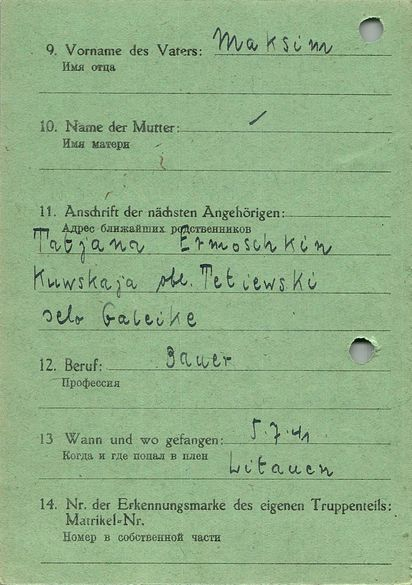 9. Vorname des Vaters: Maksim
Имя отца
10. Name der Mutter:
Имя матери
11. Anschrift der nächsten Angehörigen:
Адрес ближайших родственников
Tatjana Ermoschkin
Kuwskaja obl. Tetiewski
selo Galeike
12. Beruf: Bauer
Профессия
13 Wann und wo gefangen: 5.7.41
Когда и где попал в плен
Litauen
14. Nr. der Erkennungsmarke des eigenen Truppenteils:
Matrikel-Nr.
Номер в собственной части